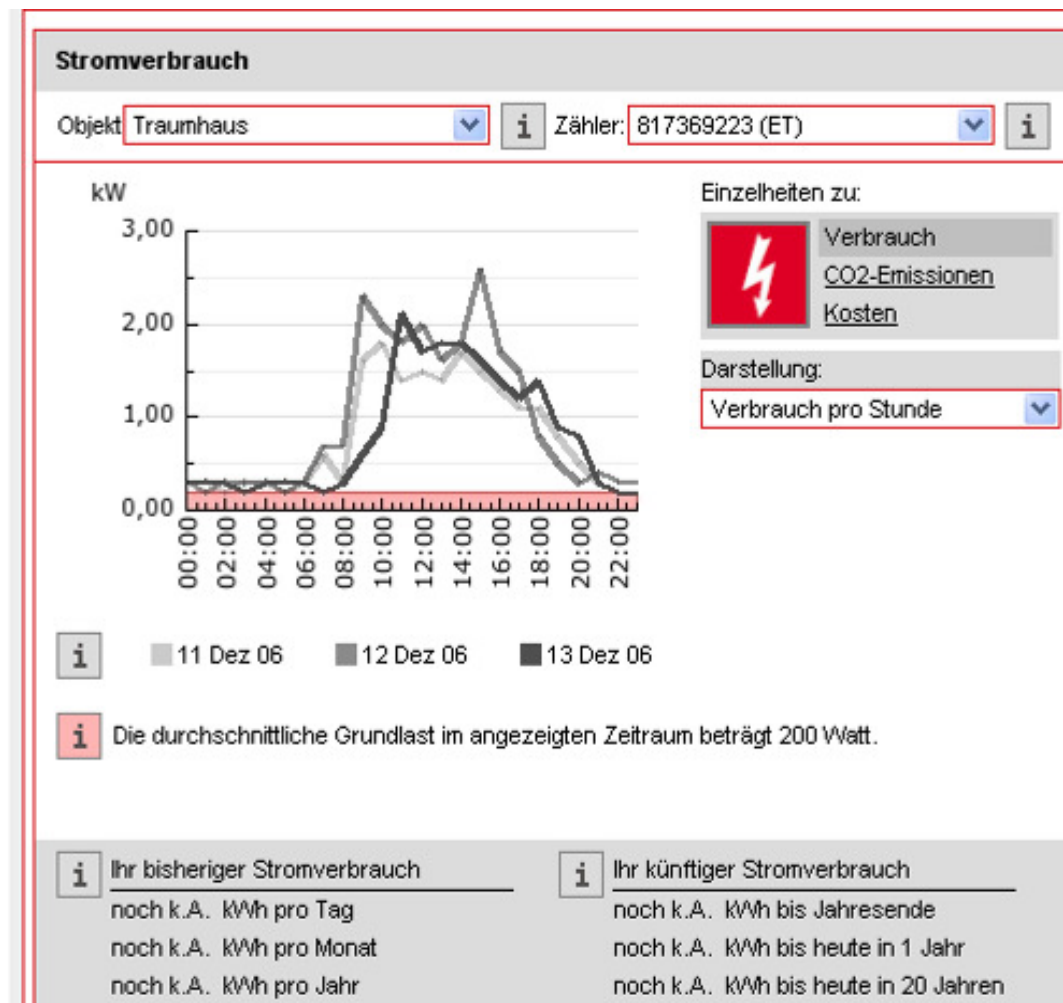 Stromverbrauch
Objekt Traumhaus i Zähler: 817369223 (ET) i
kW
3,00
2,00
1,00
0,00
00:00 02:00 04:00 06:00 08:00 10:00 12:00 14:00 16:00 18:00 20:00 22:00
Einzelheiten zu:
Verbrauch
CO2-Emissionen
Kosten
Darstellung:
Verbrauch pro Stunde
i 11 Dez 06 12 Dez 06 13 Dez 06
i Die durchschnittliche Grundlast im angezeigten Zeitraum beträgt 200 Watt.
i Ihr bisheriger Stromverbrauch
noch k.A. kWh pro Tag
noch k.A. kWh pro Monat
noch k.A. kWh pro Jahr
i Ihr künftiger Stromverbrauch
noch k.A. kWh bis Jahresende
noch k.A. kWh bis heute in 1 Jahr
noch k.A. kWh bis heute in 20 Jahren